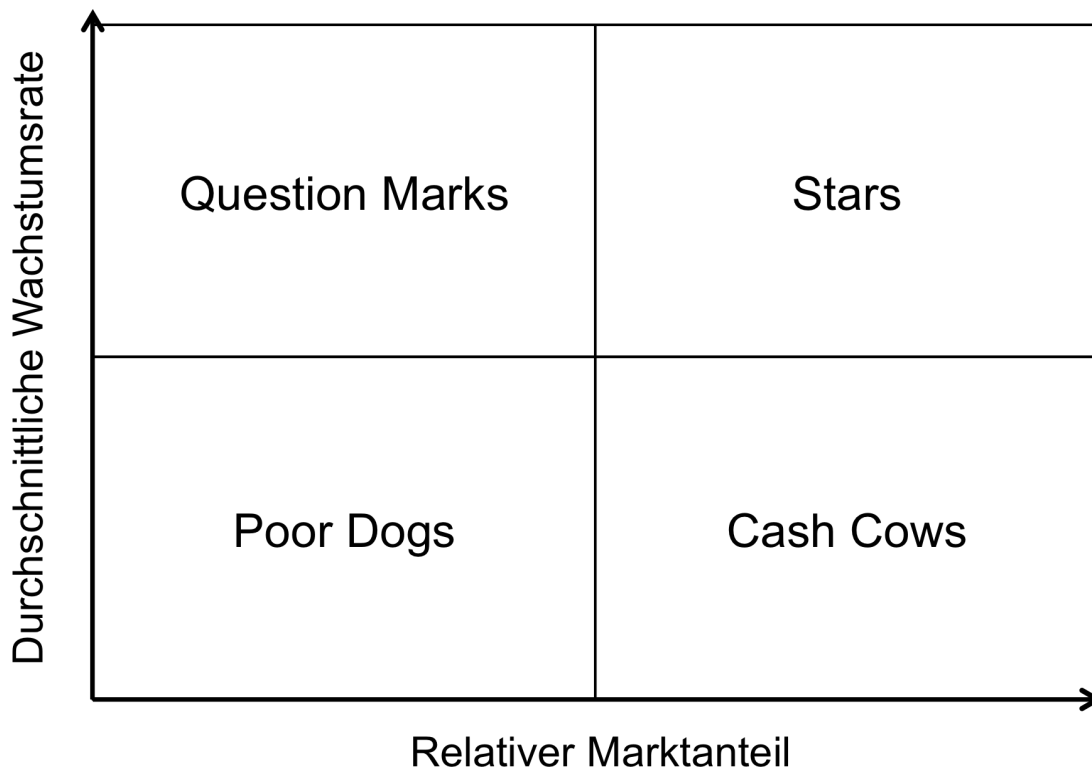 Durchschnittliche Wachstumsrate
Question Marks
Stars
Poor Dogs
Cash Cows
Relativer Marktanteil